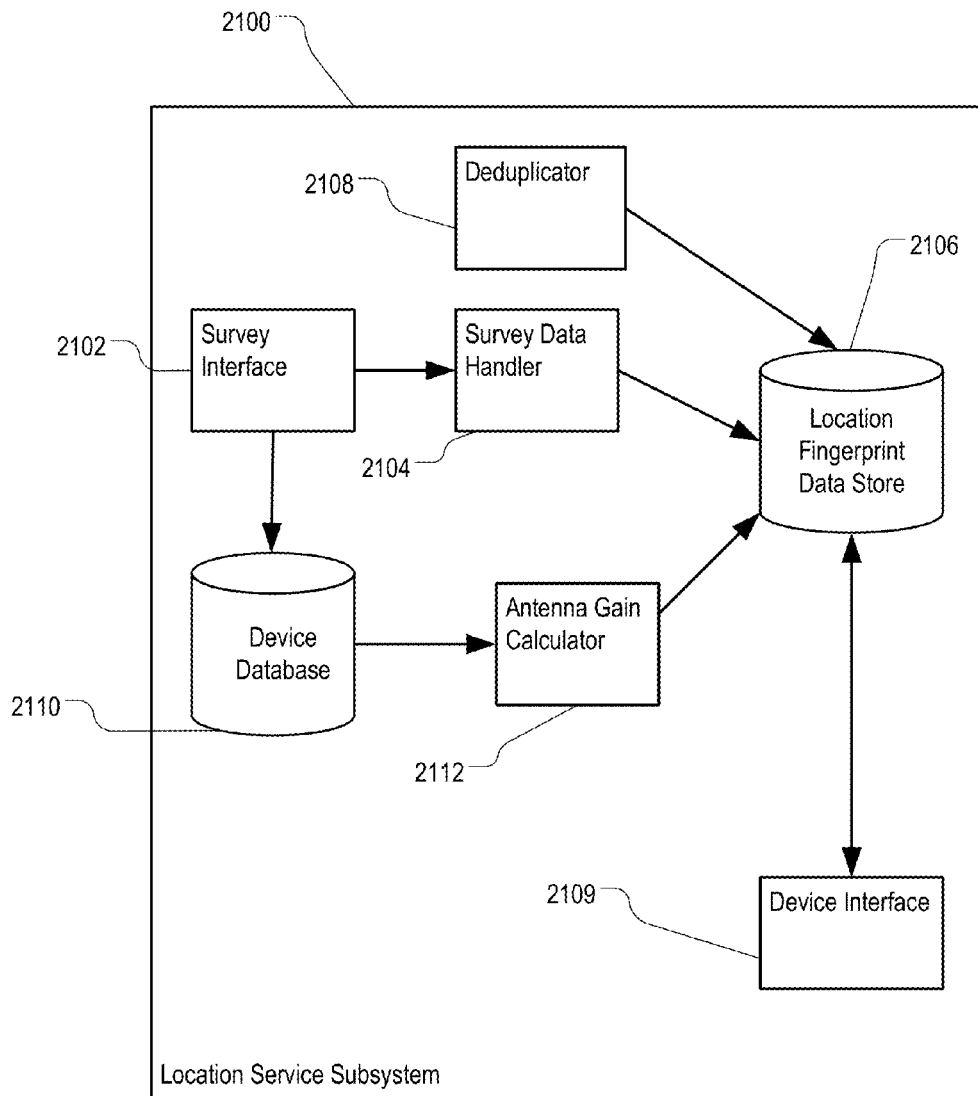 2100
Deduplicator
2108
2106
Survey
Interface
2102
Survey Data
Handler
2104
Location
Fingerprint
Data Store
Device
Database
2110
Antenna Gain
Calculator
2112
2109
Device Interface
Location Service Subsystem